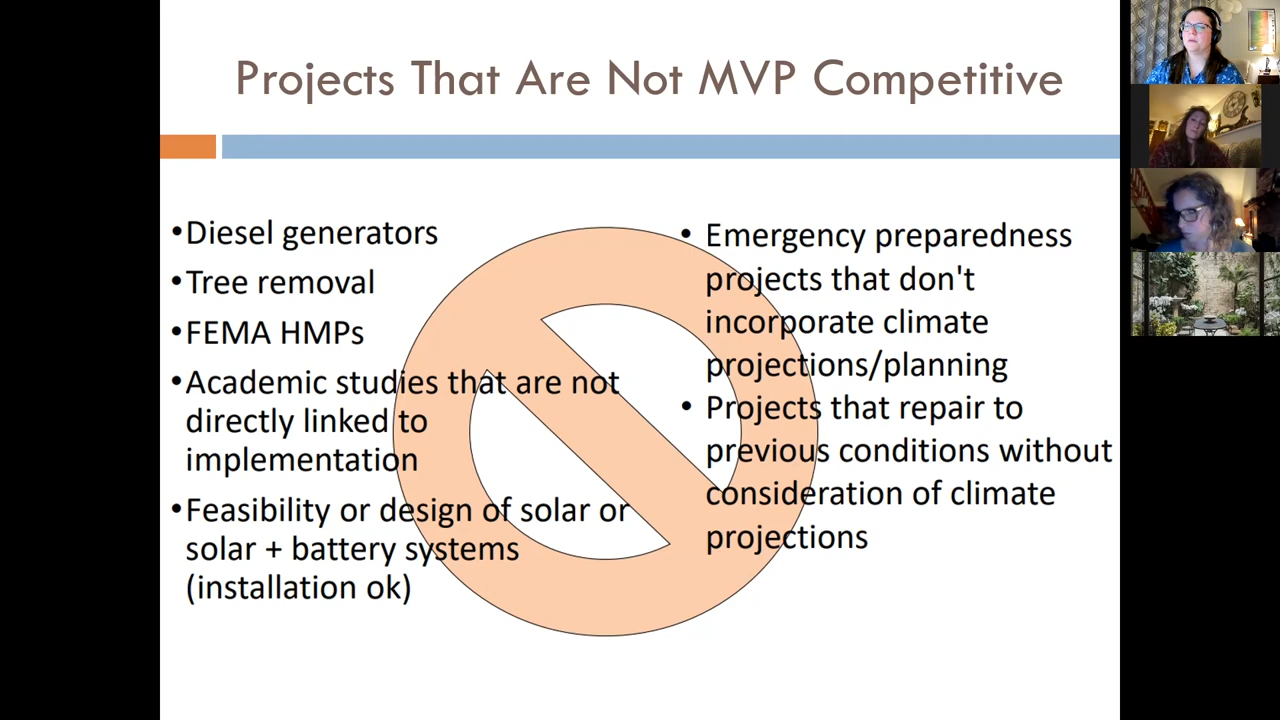 Projects That Are Not MVP Competitive
•Diesel generators
•Tree removal
•FEMA HMPs
•Academic studies that are not
directly linked to
implementation
•Feasibility or design of solar or
solar + battery systems
(installation ok)
• Emergency preparedness
projects that don't
incorporate climate
projections/planning
• Projects that repair to
previous conditions without
consideration of climate
projections